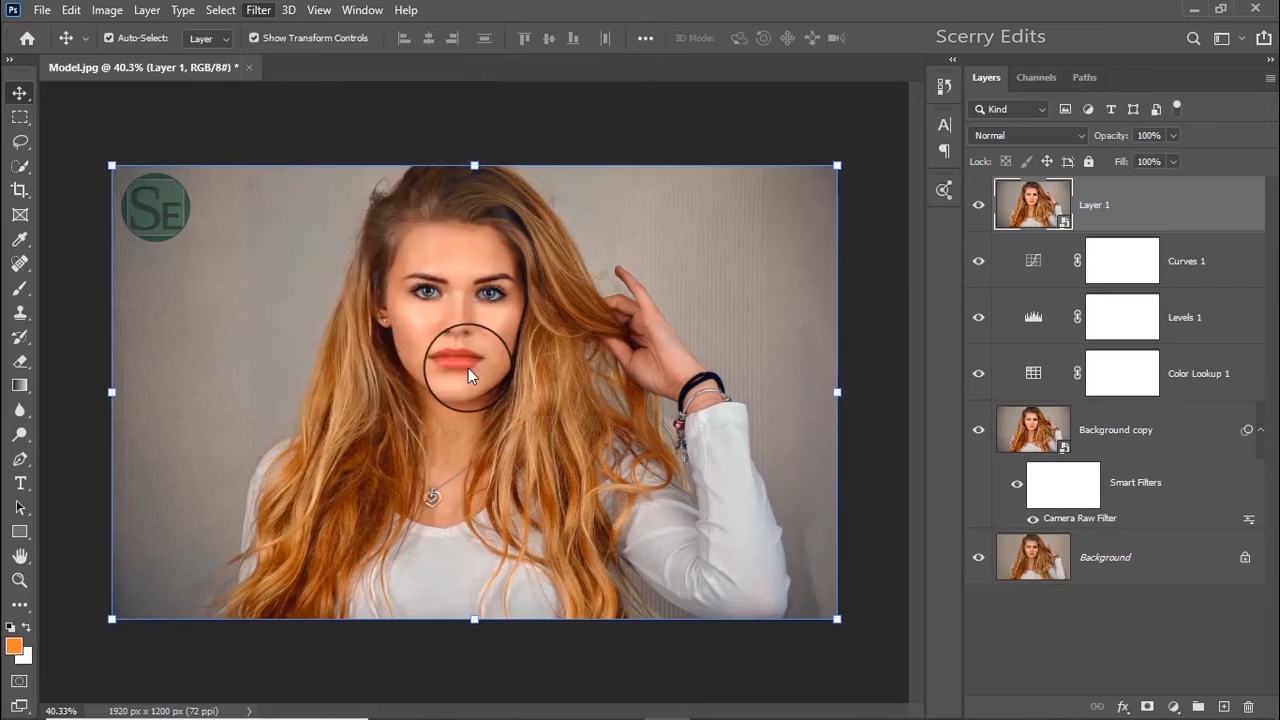 Ps File Edit Image Layer Type Select Filter 3D View Window Help
Auto-Select: Layer Show Transform Controls 3D Mode: Scerry Edits
Model.jpg @ 40.3% (Layer 1, RGB/8#) *
Layers Channels Paths
Kind
Normal Opacity: 100%
Lock: Fill: 100%
SE
Layer 1
Curves 1
Levels 1
Color Lookup 1
Background copy
Smart Filters
Camera Raw Filter
Background
40.33% 1920 px x 1200 px (72 ppi)